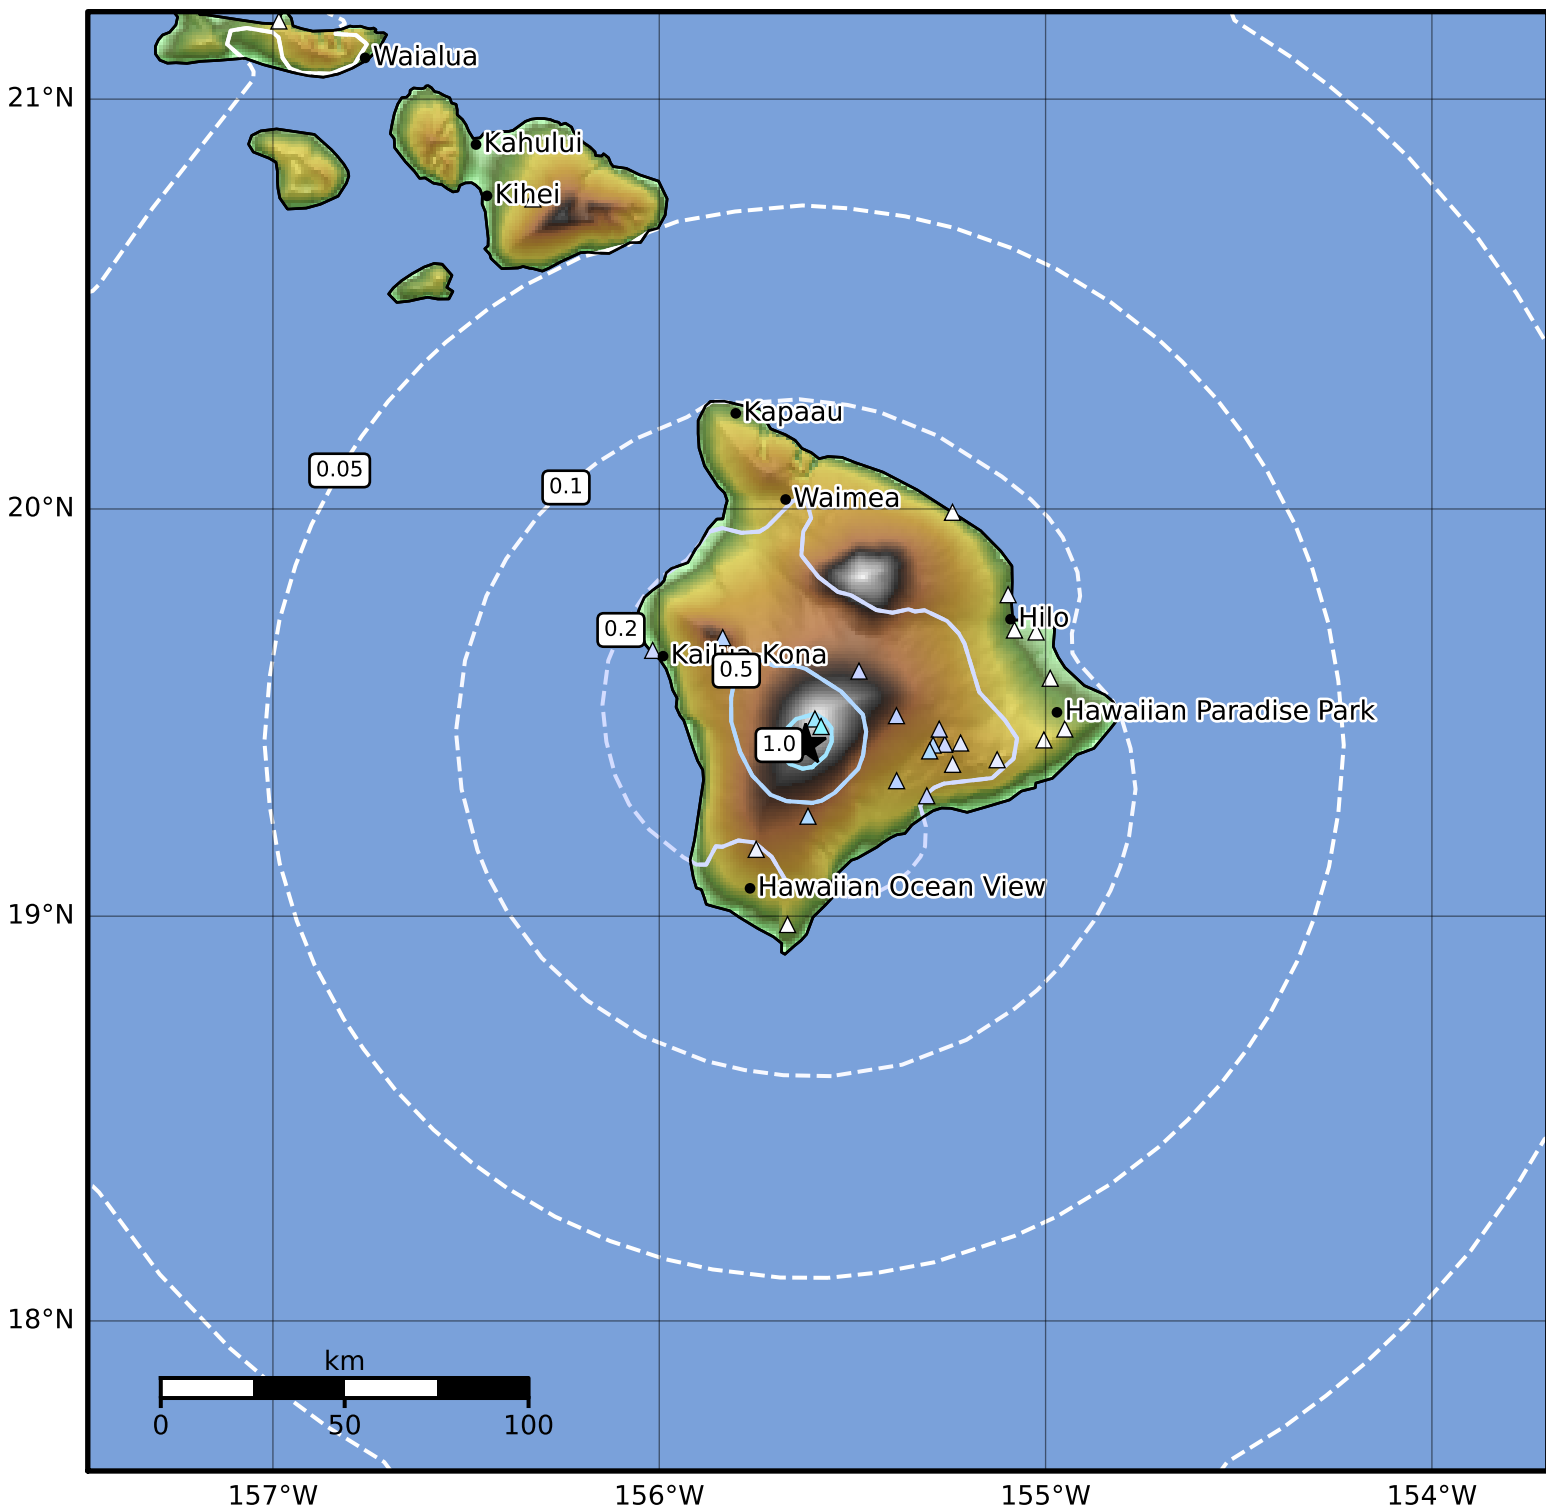 Waialua
21°N
Kahului
Kihei
Kapaau
0.05
0.1
Waimea
20°N
Hilo
0.2
Kailua Kona
0.5
Hawaiian Paradise Park
1.0
Hawaiian Ocean View
19°N
18°N
km
0 50 100
157°W 156°W 155°W 154°W